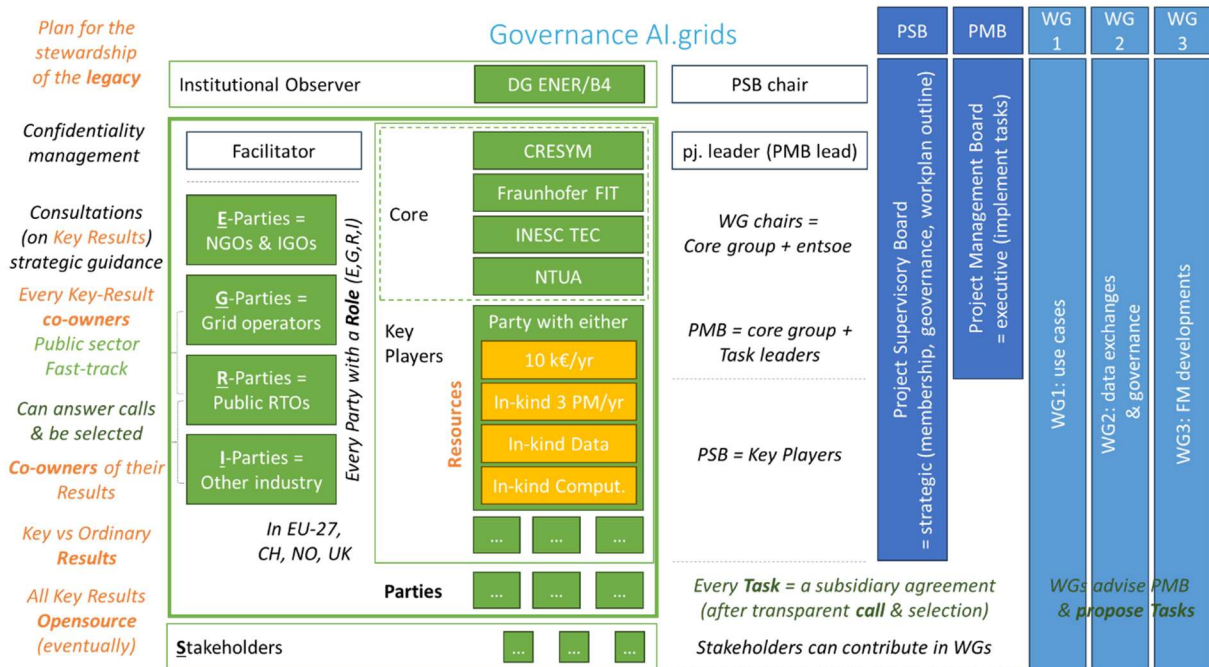 Governance AI.grids
Plan for the
stewardship
of the legacy
Confidentiality
management
Consultations
(on Key Results)
strategic guidance
Every Key-Result
co-owners
Public sector
Fast-track
Can answer calls
& be selected
Co-owners of their
Results
Key vs Ordinary
Results
All Key Results
Opensource
(eventually)
Institutional Observer
DG ENER/B4
Facilitator
E-Parties =
NGOs & IGOs
G-Parties =
Grid operators
R-Parties =
Public RTOs
I-Parties =
Other industry
Every Party with a Role (E,G,R,I)
In EU-27,
CH, NO, UK
Core
CRESYM
Fraunhofer FIT
INESC TEC
NTUA
Key
Players
Resources
Party with either
10 k€/yr
In-kind 3 PM/yr
In-kind Data
In-kind Comput.
... ... ...
Parties
... ... ...
Stakeholders
... ... ...
PSB chair
pj. leader (PMB lead)
WG chairs =
Core group + entsoe
PMB = core group +
Task leaders
PSB = Key Players
Every Task = a subsidiary agreement
(after transparent call & selection)
Stakeholders can contribute in WGs
PSB
Project Supervisory Board
= strategic (membership, geovernance, workplan outline)
PMB
Project Management Board
= executive (implement tasks)
WG
1
WG1: use cases
WG
2
WG2: data exchanges
& governance
WG
3
WG3: FM developments
WGs advise PMB
& propose Tasks